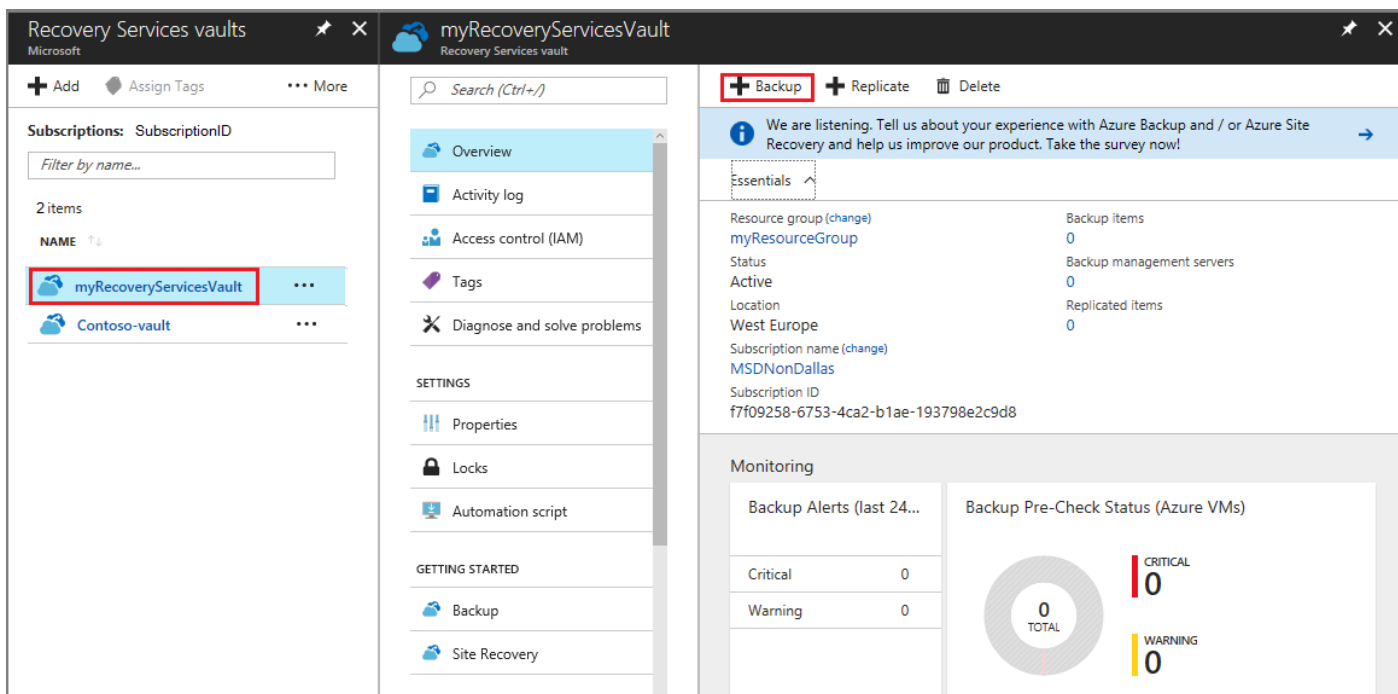 Recovery Services vaults
Microsoft
Add
Assign Tags
More
Subscriptions: SubscriptionID
Filter by name...
2 items
NAME
myRecoveryServicesVault
Contoso-vault
myRecoveryServicesVault
Recovery Services vault
Search (Ctrl+/)
Overview
Activity log
Access control (IAM)
Tags
Diagnose and solve problems
SETTINGS
Properties
Locks
Automation script
GETTING STARTED
Backup
Site Recovery
Backup
Replicate
Delete
We are listening. Tell us about your experience with Azure Backup and / or Azure Site
Recovery and help us improve our product. Take the survey now!
Essentials
Resource group (change)
myResourceGroup
Status
Active
Location
West Europe
Subscription name (change)
MSDNonDallas
Subscription ID
f7f09258-6753-4ca2-b1ae-193798e2c9d8
Backup items
0
Backup management servers
0
Replicated items
0
Monitoring
Backup Alerts (last 24...
Critical 0
Warning 0
Backup Pre-Check Status (Azure VMs)
0
TOTAL
CRITICAL
0
WARNING
0